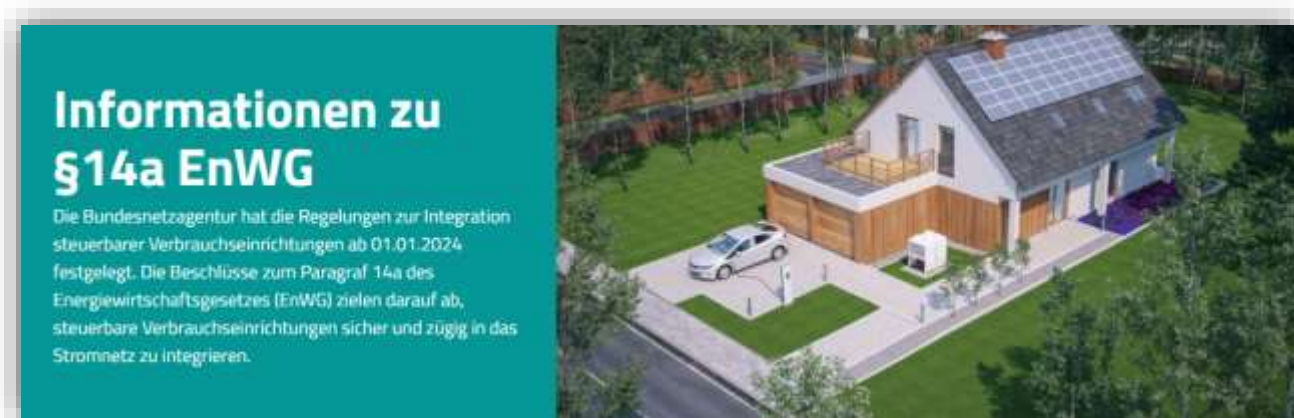 Informationen zu
§14a EnWG
Die Bundesnetzagentur hat die Regelungen zur Integration
steuerbarer Verbrauchseinrichtungen ab 01.01.2024
festgelegt. Die Beschlüsse zum Paragraf 14a des
Energiewirtschaftsgesetzes (EnWG) zielen darauf ab,
steuerbare Verbrauchseinrichtungen sicher und zügig in das
Stromnetz zu integrieren.